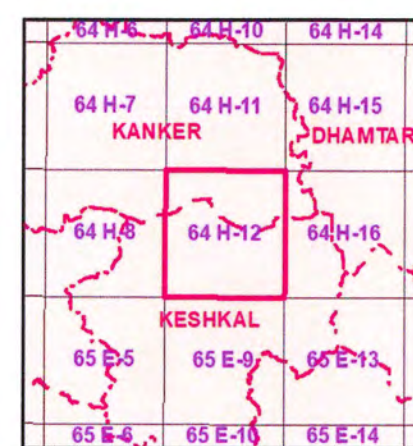 64 H-6 64 H-10 64 H-14
64 H-7 64 H-11 64 H-15
KANKER DHAMTAR
64 H-8 64 H-12 64 H-16
KESHKAL
65 E-5 65 E-9 65 E-13
65 E-6 65 E-10 65 E-14